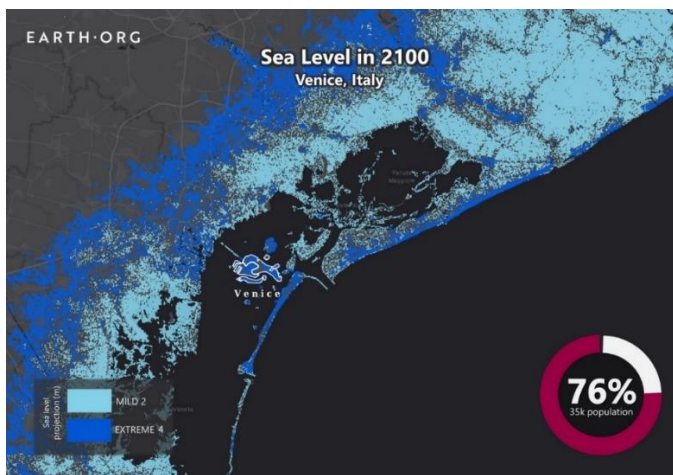 EARTH·ORG
Sea Level in 2100
Venice, Italy
Venice
76%
35k population
Sea level
projection (m)
MILD 2
EXTREME 4